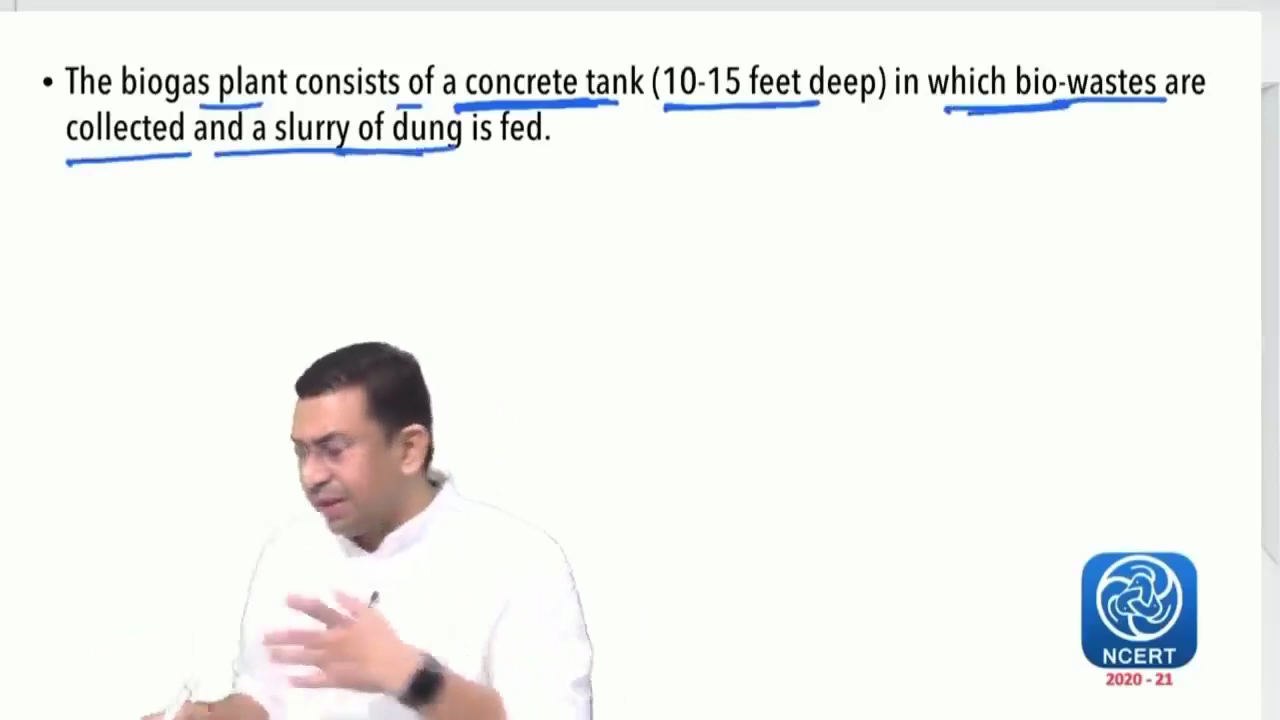 • The biogas plant consists of a concrete tank (10-15 feet deep) in which bio-wastes are
collected and a slurry of dung is fed.
NCERT
2020 - 21